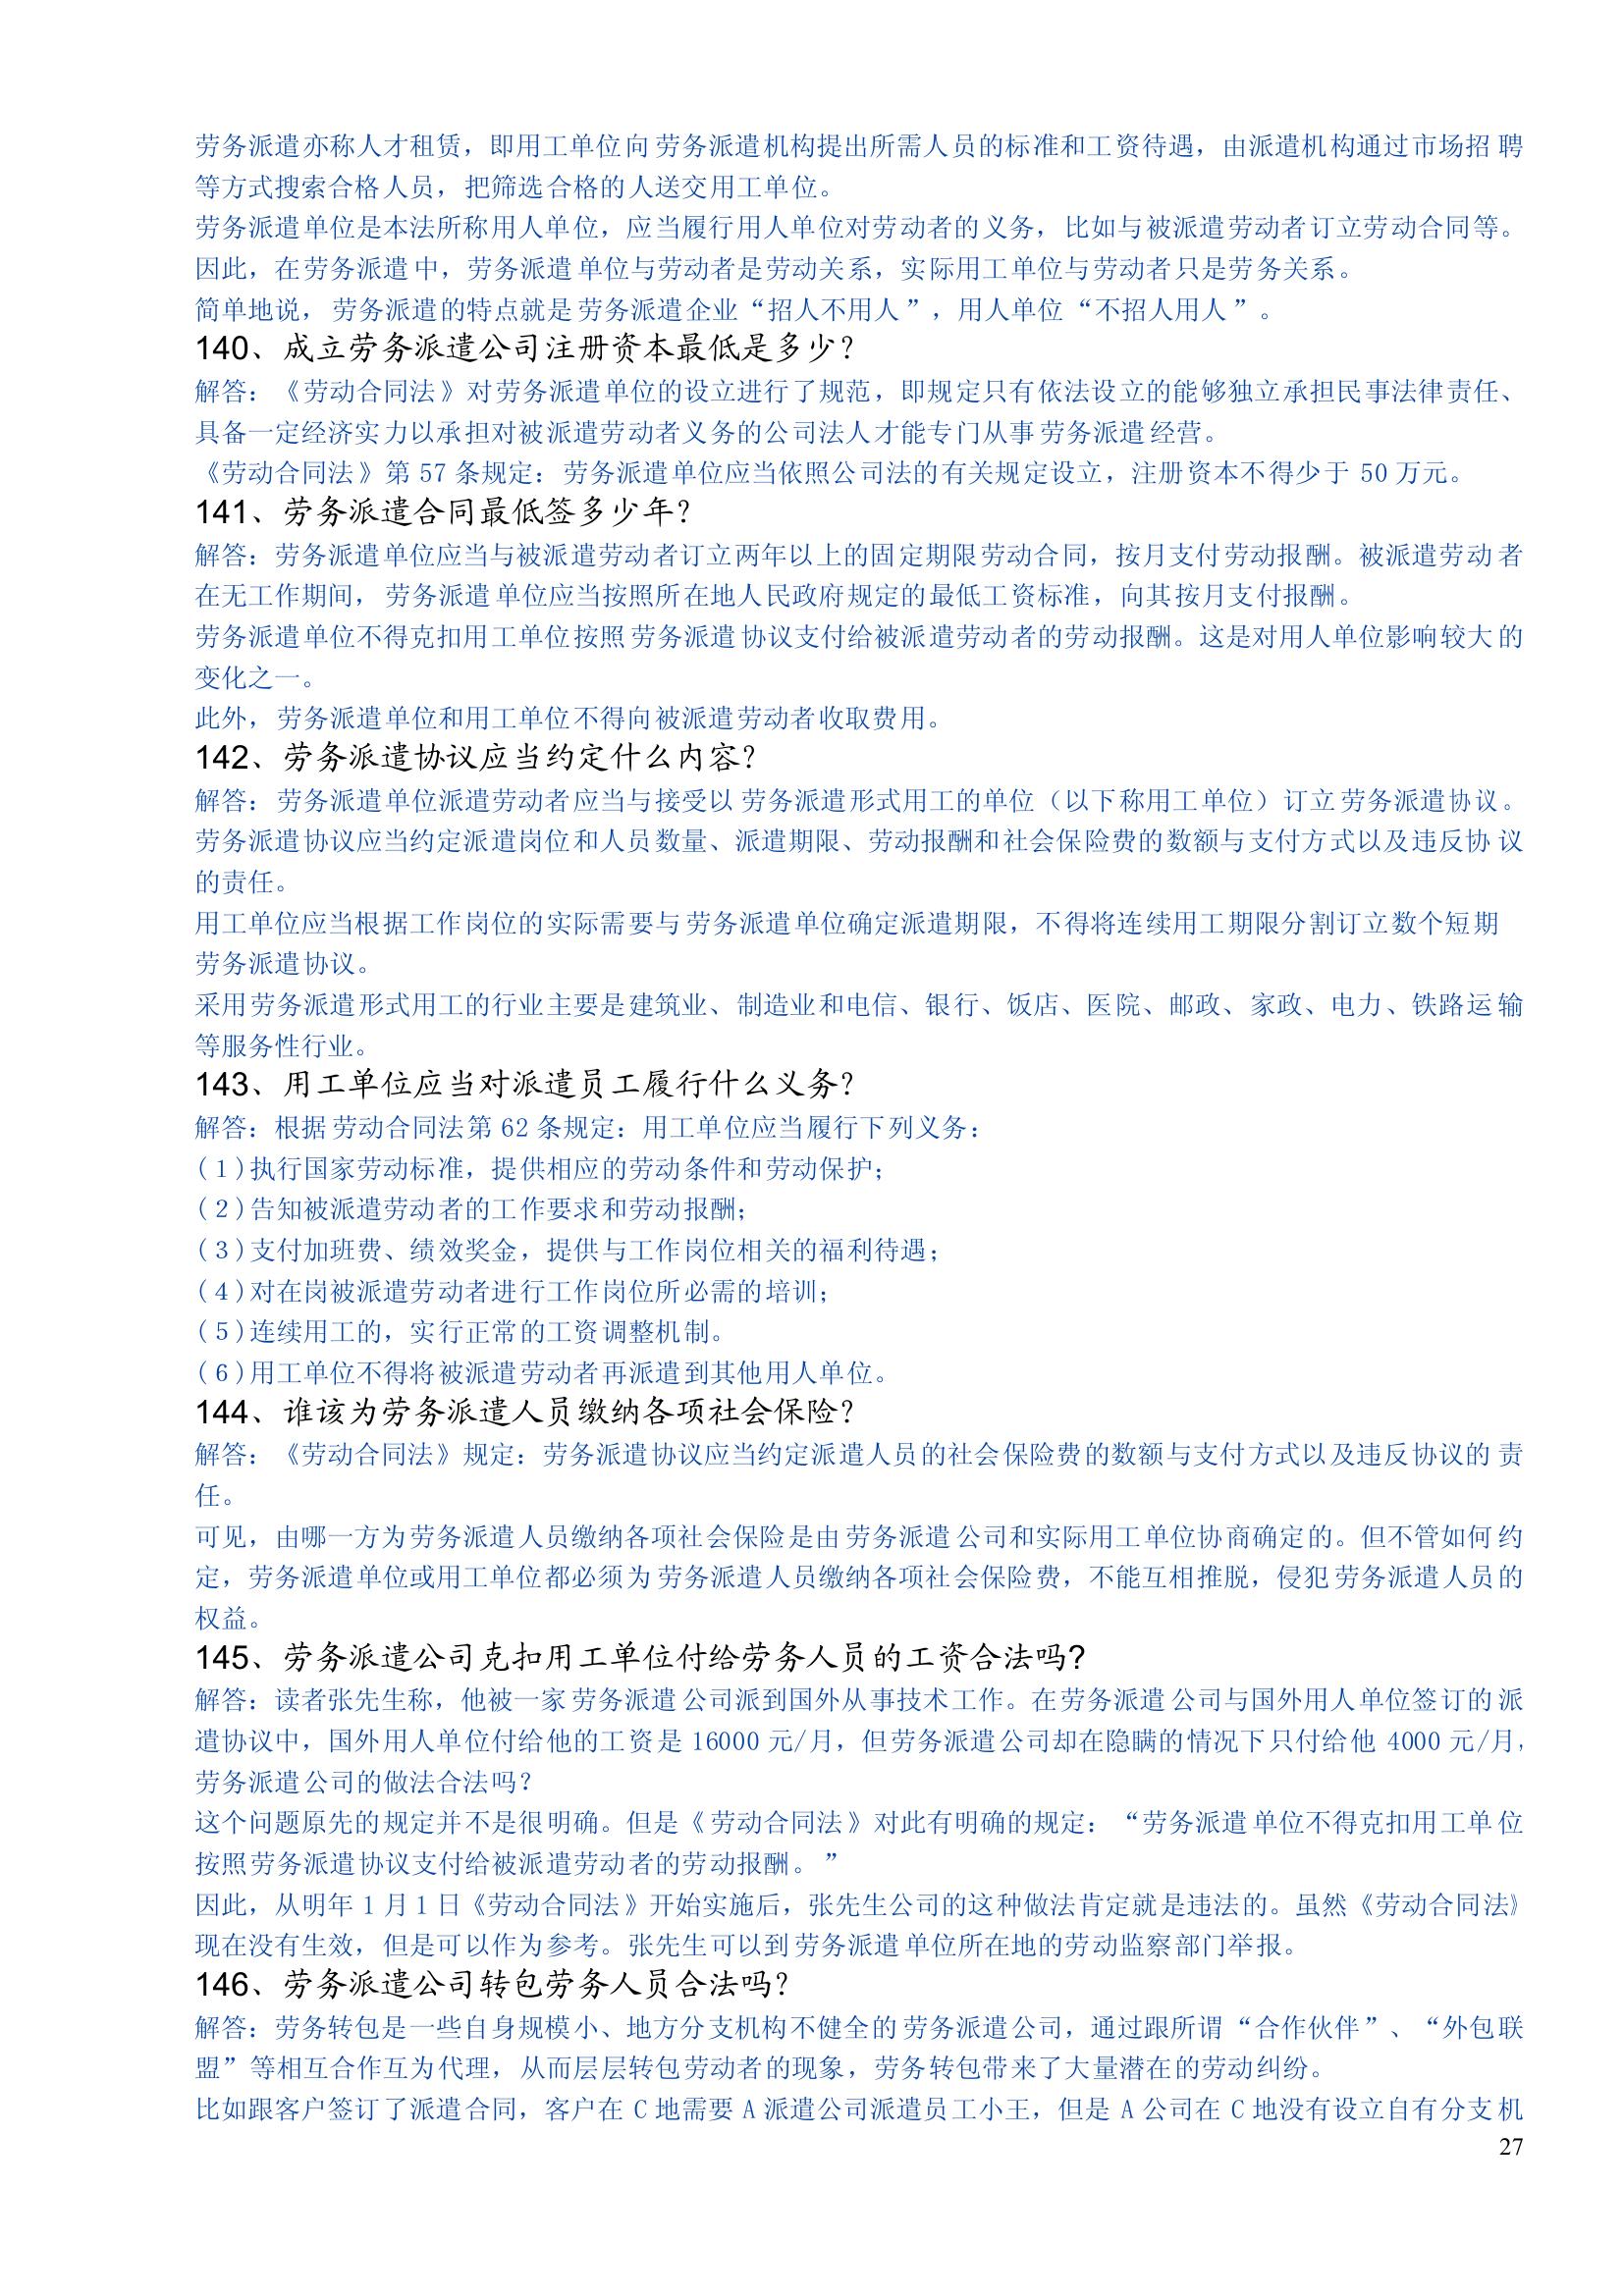 劳务派遣亦称人才租赁，即用工单位向劳务派遣机构提出所需人员的标准和工资待遇，由派遣机构通过市场招聘
等方式搜索合格人员，把筛选合格的人送交用工单位。
劳务派遣单位是本法所称用人单位，应当履行用人单位对劳动者的义务，比如与被派遣劳动者订立劳动合同等。
因此，在劳务派遣中，劳务派遣单位与劳动者是劳动关系，实际用工单位与劳动者只是劳务关系。
简单地说，劳务派遣的特点就是劳务派遣企业“招人不用人”，用人单位“不招人用人”。
140、成立劳务派遣公司注册资本最低是多少？
解答：《劳动合同法》对劳务派遣单位的设立进行了规范，即规定只有依法设立的能够独立承担民事法律责任、
具备一定经济实力以承担对被派遣劳动者义务的公司法人才能专门从事劳务派遣经营。
《劳动合同法》第 57 条规定：劳务派遣单位应当依照公司法的有关规定设立，注册资本不得少于 50 万元。
141、劳务派遣合同最低签多少年？
解答：劳务派遣单位应当与被派遣劳动者订立两年以上的固定期限劳动合同，按月支付劳动报酬。被派遣劳动者
在无工作期间，劳务派遣单位应当按照所在地人民政府规定的最低工资标准，向其按月支付报酬。
劳务派遣单位不得克扣用工单位按照劳务派遣协议支付给被派遣劳动者的劳动报酬。这是对用人单位影响较大的
变化之一。
此外，劳务派遣单位和用工单位不得向被派遣劳动者收取费用。
142、劳务派遣协议应当约定什么内容？
解答：劳务派遣单位派遣劳动者应当与接受以劳务派遣形式用工的单位（以下称用工单位）订立劳务派遣协议。
劳务派遣协议应当约定派遣岗位和人员数量、派遣期限、劳动报酬和社会保险费的数额与支付方式以及违反协议
的责任。
用工单位应当根据工作岗位的实际需要与劳务派遣单位确定派遣期限，不得将连续用工期限分割订立数个短期
劳务派遣协议。
采用劳务派遣形式用工的行业主要是建筑业、制造业和电信、银行、饭店、医院、邮政、家政、电力、铁路运输
等服务性行业。
143、用工单位应当对派遣员工履行什么义务？
解答：根据劳动合同法第 62 条规定：用工单位应当履行下列义务：
(1)执行国家劳动标准，提供相应的劳动条件和劳动保护；
(2)告知被派遣劳动者的工作要求和劳动报酬；
(3)支付加班费、绩效奖金，提供与工作岗位相关的福利待遇；
(4)对在岗被派遣劳动者进行工作岗位所必需的培训；
(5)连续用工的，实行正常的工资调整机制。
(6)用工单位不得将被派遣劳动者再派遣到其他用人单位。
144、谁该为劳务派遣人员缴纳各项社会保险？
解答：《劳动合同法》规定：劳务派遣协议应当约定派遣人员的社会保险费的数额与支付方式以及违反协议的责
任。
可见，由哪一方为劳务派遣人员缴纳各项社会保险是由劳务派遣公司和实际用工单位协商确定的。但不管如何约
定，劳务派遣单位或用工单位都必须为劳务派遣人员缴纳各项社会保险费，不能互相推脱，侵犯劳务派遣人员的
权益。
145、劳务派遣公司克扣用工单位付给劳务人员的工资合法吗?
解答：读者张先生称，他被一家劳务派遣公司派到国外从事技术工作。在劳务派遣公司与国外用人单位签订的派
遣协议中，国外用人单位付给他的工资是 16000 元/月，但劳务派遣公司却在隐瞒的情况下只付给他 4000 元/月，
劳务派遣公司的做法合法吗？
这个问题原先的规定并不是很明确。但是《劳动合同法》对此有明确的规定：“劳务派遣单位不得克扣用工单位
按照劳务派遣协议支付给被派遣劳动者的劳动报酬。”
因此，从明年 1 月 1 日《劳动合同法》开始实施后，张先生公司的这种做法肯定就是违法的。虽然《劳动合同法》
现在没有生效，但是可以作为参考。张先生可以到劳务派遣单位所在地的劳动监察部门举报。
146、劳务派遣公司转包劳务人员合法吗？
解答：劳务转包是一些自身规模小、地方分支机构不健全的劳务派遣公司，通过跟所谓“合作伙伴”、“外包联
盟”等相互合作互为代理，从而层层转包劳动者的现象，劳务转包带来了大量潜在的劳动纠纷。
比如跟客户签订了派遣合同，客户在 C 地需要 A 派遣公司派遣员工小王，但是 A 公司在 C 地没有设立自有分支机
27